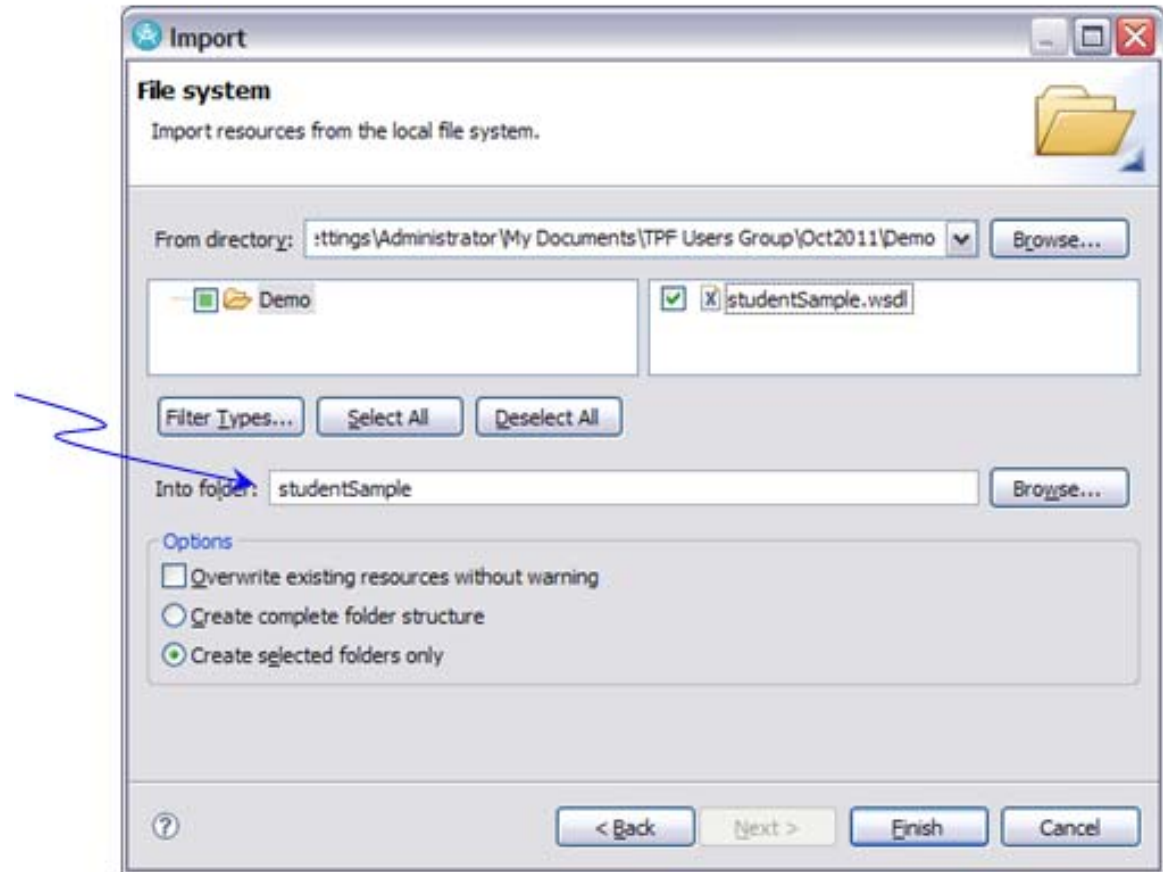 Import
File system
Import resources from the local file system.
From directory: :ttings\Administrator\My Documents\TPF Users Group\Oct2011\Demo Browse...
Demo studentSample.wsdl
Filter Types... Select All Deselect All
Into folder: studentSample Browse...
Options
Overwrite existing resources without warning
Create complete folder structure
Create selected folders only
? < Back Next > Finish Cancel